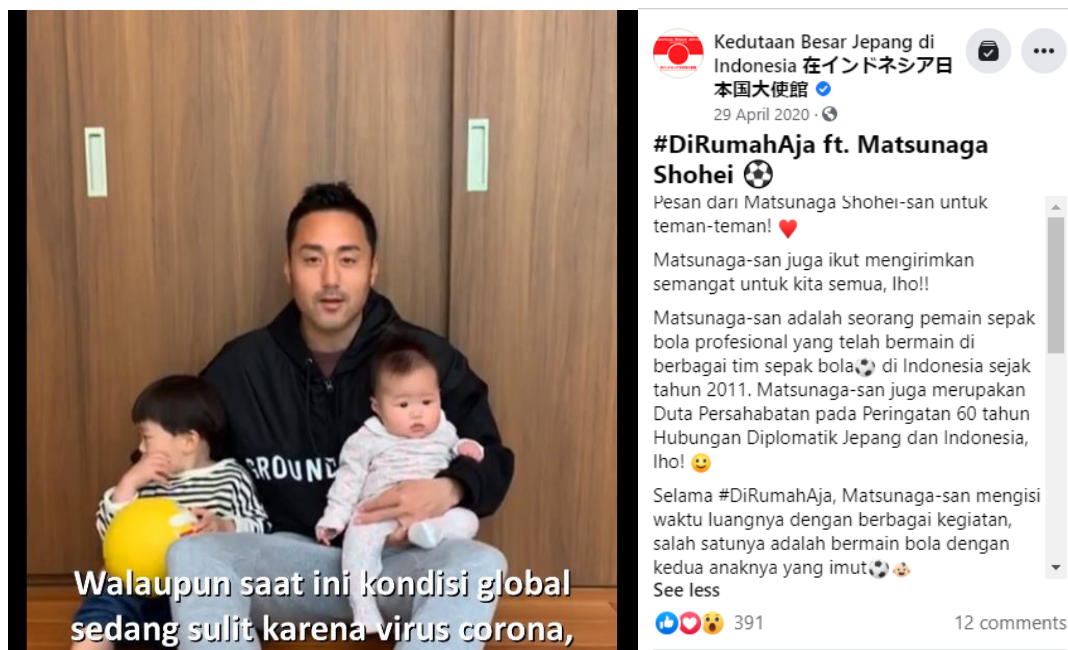 GROUND
Walaupun saat ini kondisi global
sedang sulit karena virus corona,
Kedutaan Besar Jepang di
Indonesia 在インドネシア日
本国大使館
29 April 2020 ·
#DiRumahAja ft. Matsunaga
Shohei ⚽
Pesan dari Matsunaga Shohei-san untuk
teman-teman! ♥️
Matsunaga-san juga ikut mengirimkan
semangat untuk kita semua, lho!!
Matsunaga-san adalah seorang pemain sepak
bola profesional yang telah bermain di
berbagai tim sepak bola⚽ di Indonesia sejak
tahun 2011. Matsunaga-san juga merupakan
Duta Persahabatan pada Peringatan 60 tahun
Hubungan Diplomatik Jepang dan Indonesia,
lho! 🙂
Selama #DiRumahAja, Matsunaga-san mengisi
waktu luangnya dengan berbagai kegiatan,
salah satunya adalah bermain bola dengan
kedua anaknya yang imut⚽👶
See less
391
12 comments